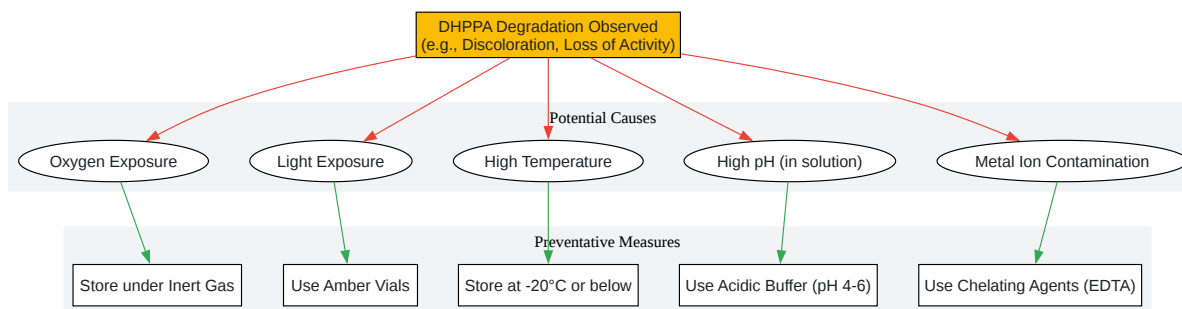 DHPPA Degradation Observed
(e.g., Discoloration, Loss of Activity)
Potential Causes
Oxygen Exposure
Light Exposure
High Temperature
High pH (in solution)
Metal Ion Contamination
Preventative Measures
Store under Inert Gas
Use Amber Vials
Store at -20°C or below
Use Acidic Buffer (pH 4-6)
Use Chelating Agents (EDTA)